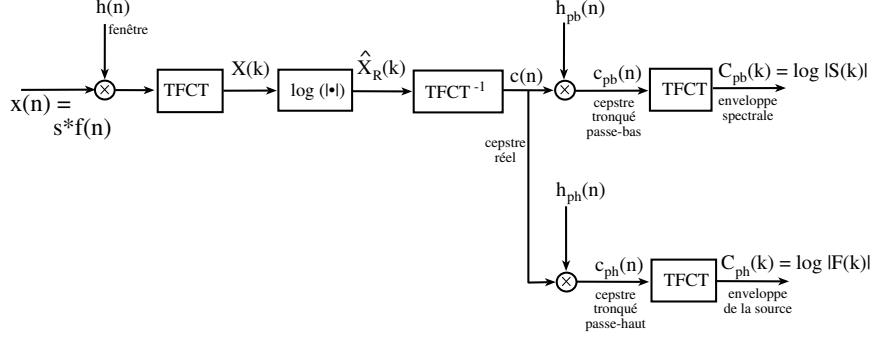 h(n)
fenêtre
x(n) =
s*f(n)
TFCT
X(k)
log (|•|)
X̂_R(k)
TFCT⁻¹
c(n)
cepstre
réel
h_pb(n)
c_pb(n)
cepstre
tronqué
passe-bas
TFCT
C_pb(k) = log |S(k)|
enveloppe
spectrale
h_ph(n)
c_ph(n)
cepstre
tronqué
passe-haut
TFCT
C_ph(k) = log |F(k)|
enveloppe
de la source